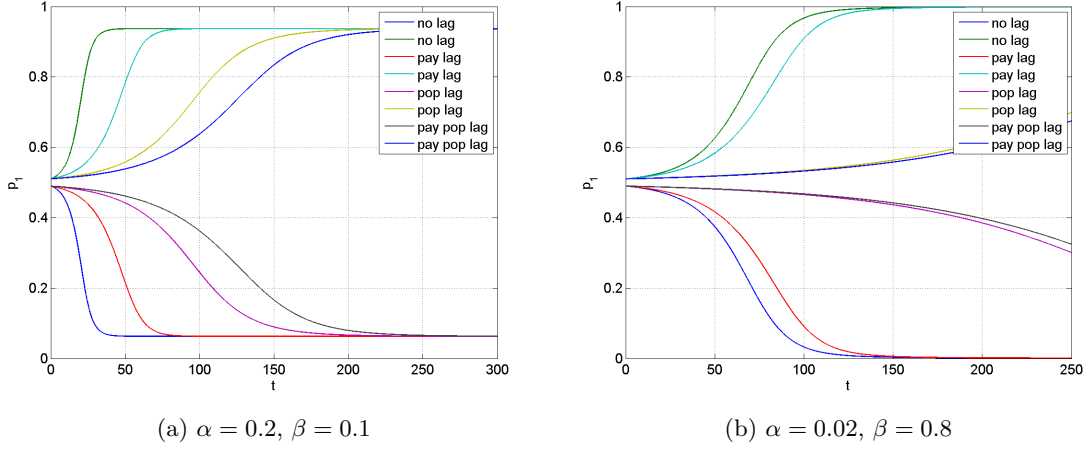 1
0.8
0.6
0.4
0.2
0
p1
0 50 100 150 200 250 300
t
no lag
no lag
pay lag
pay lag
pop lag
pop lag
pay pop lag
pay pop lag
(a) α = 0.2, β = 0.1
1
0.8
0.6
0.4
0.2
0
p1
0 50 100 150 200 250
t
no lag
no lag
pay lag
pay lag
pop lag
pop lag
pay pop lag
pay pop lag
(b) α = 0.02, β = 0.8